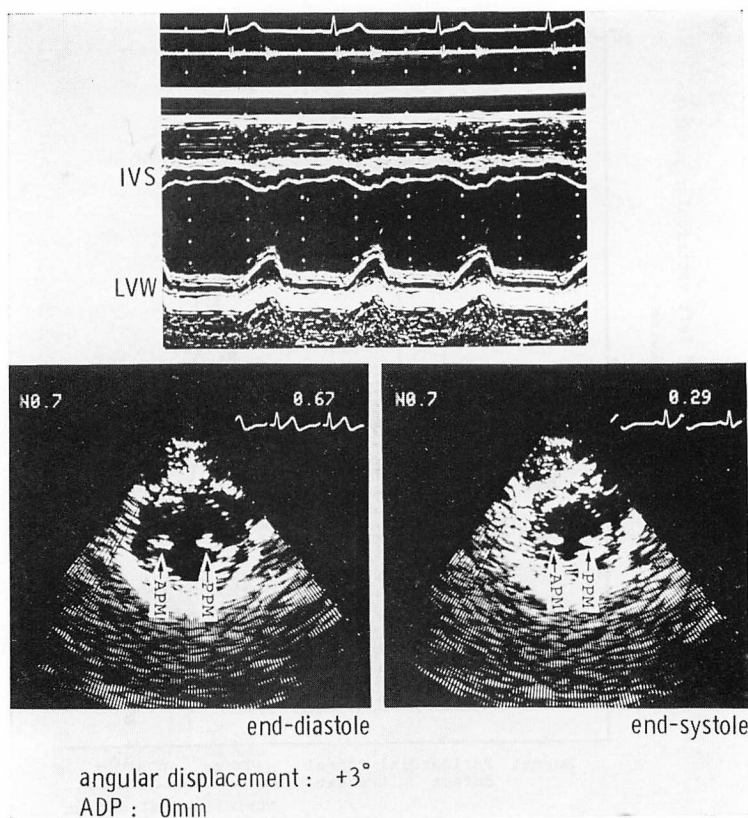 IVS
LVW
N0.7 0.67
APM PPM
end-diastole
N0.7 0.29
APM PPM
end-systole
angular displacement : +3°
ADP : 0mm